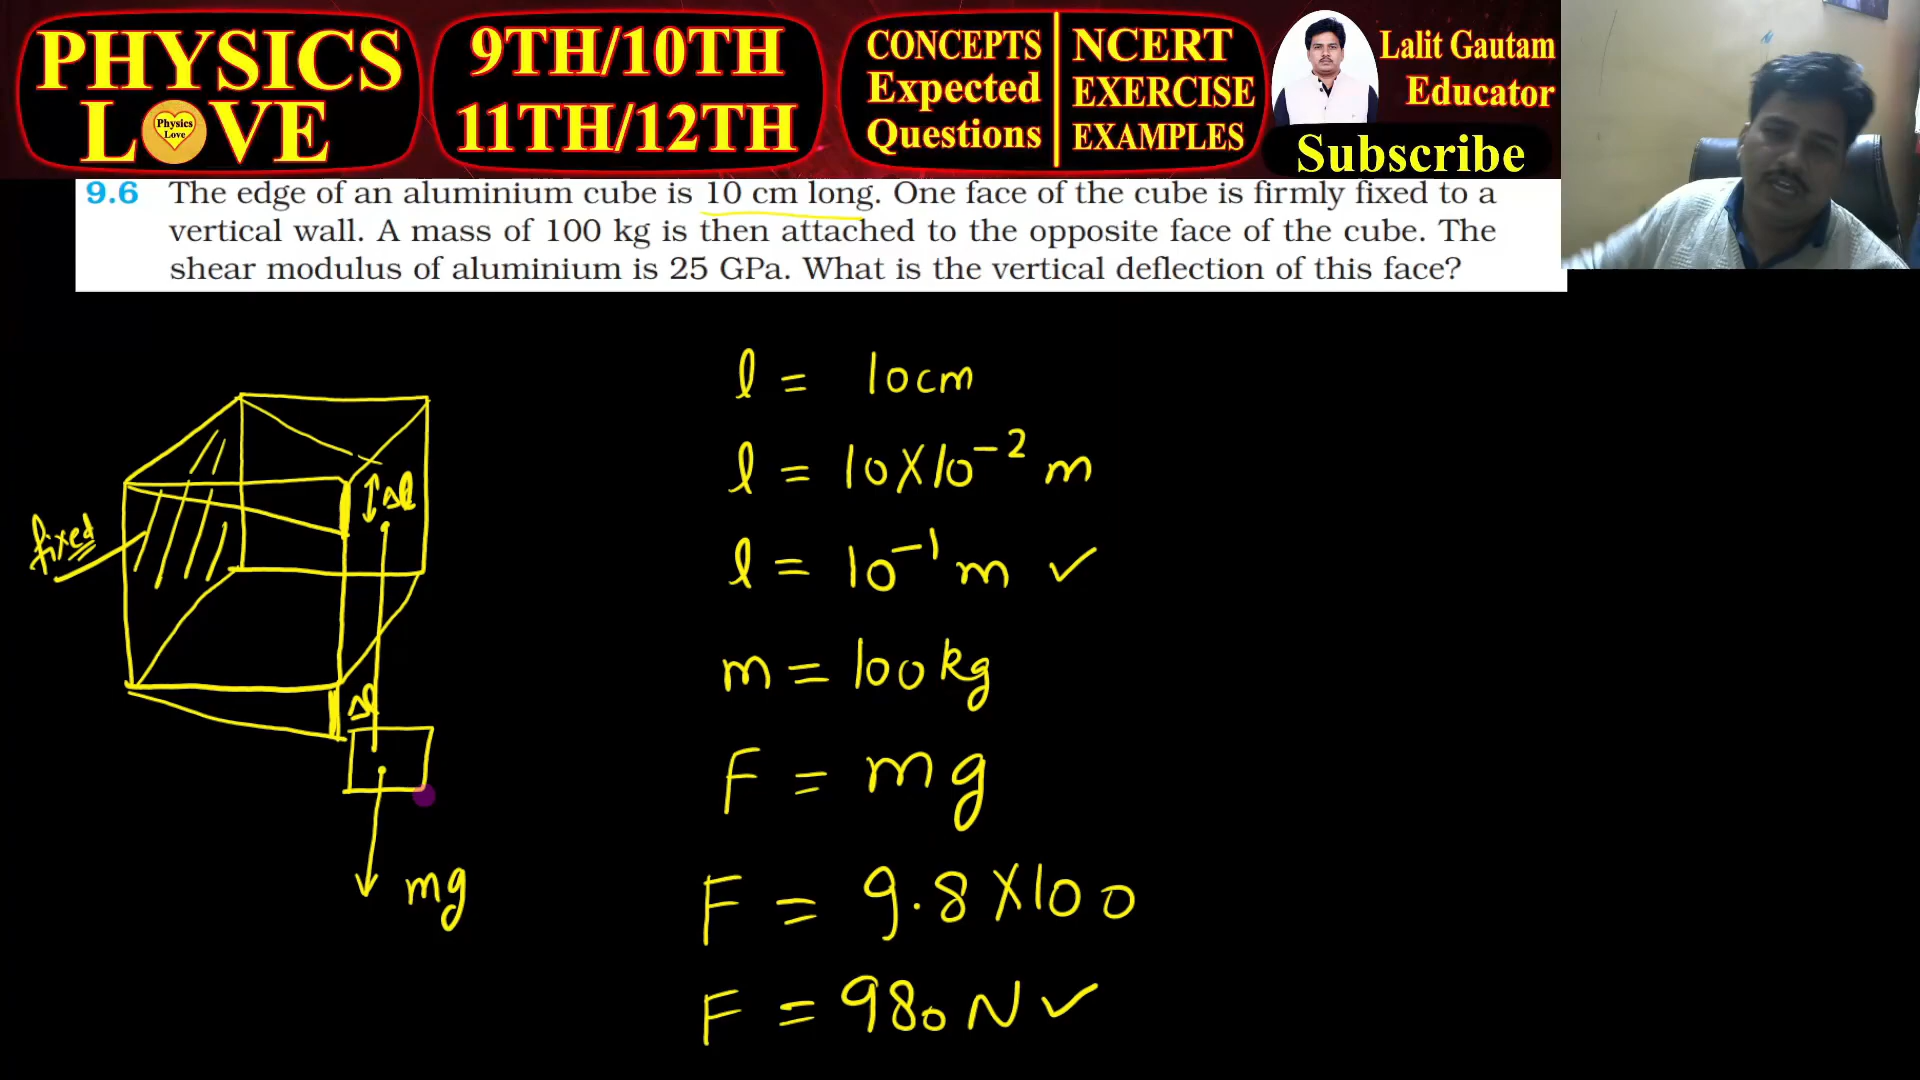 PHYSICS
LOVE
Physics
Love
9TH/10TH
11TH/12TH
CONCEPTS
Expected
Questions
NCERT
EXERCISE
EXAMPLES
Lalit Gautam
Educator
Subscribe
9.6 The edge of an aluminium cube is 10 cm long. One face of the cube is firmly fixed to a
vertical wall. A mass of 100 kg is then attached to the opposite face of the cube. The
shear modulus of aluminium is 25 GPa. What is the vertical deflection of this face?
l = 10cm
l = 10X10⁻² m
l = 10⁻¹ m ✓
m = 100kg
F = mg
F = 9.8X100
F = 980 N ✓
fixed
Δl
Δl
mg